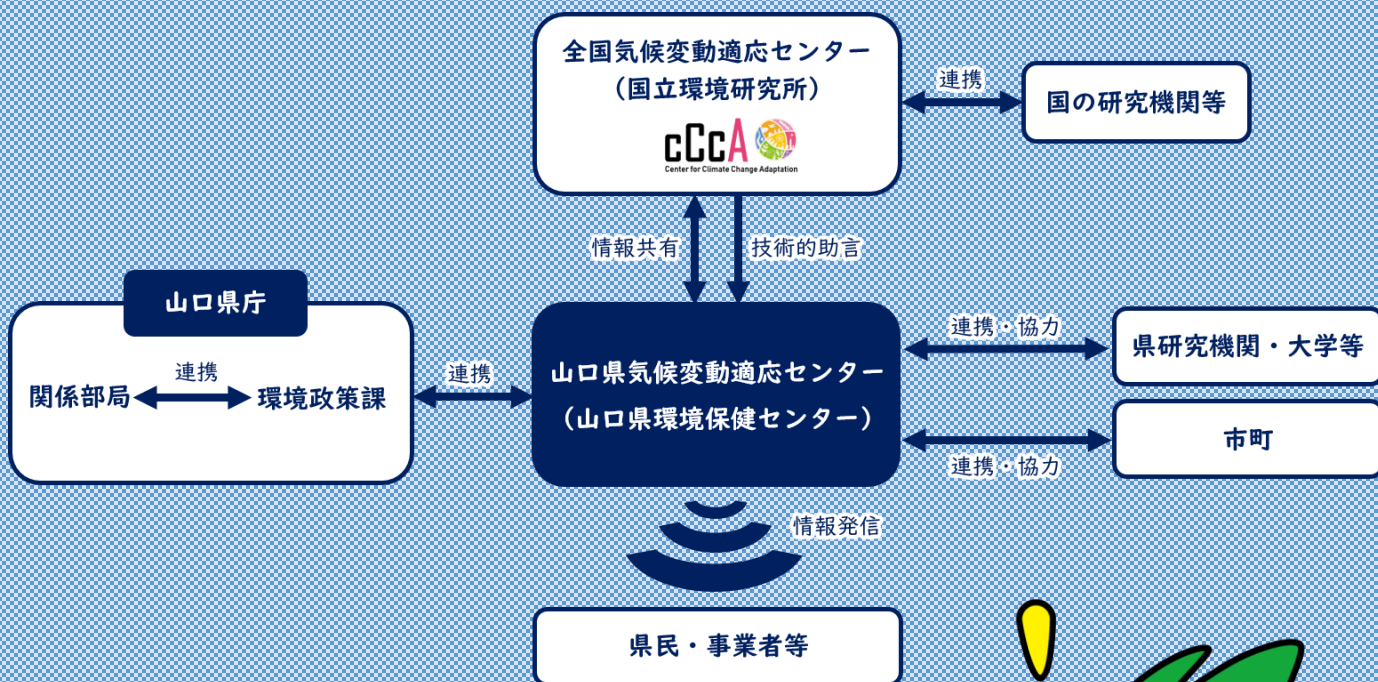 全国気候変動適応センター
（国立環境研究所）
cCcA
Center for Climate Change Adaptation
連携
国の研究機関等
情報共有
技術的助言
山口県庁
関係部局
連携
環境政策課
連携
山口県気候変動適応センター
（山口県環境保健センター）
連携・協力
県研究機関・大学等
市町
連携・協力
情報発信
県民・事業者等